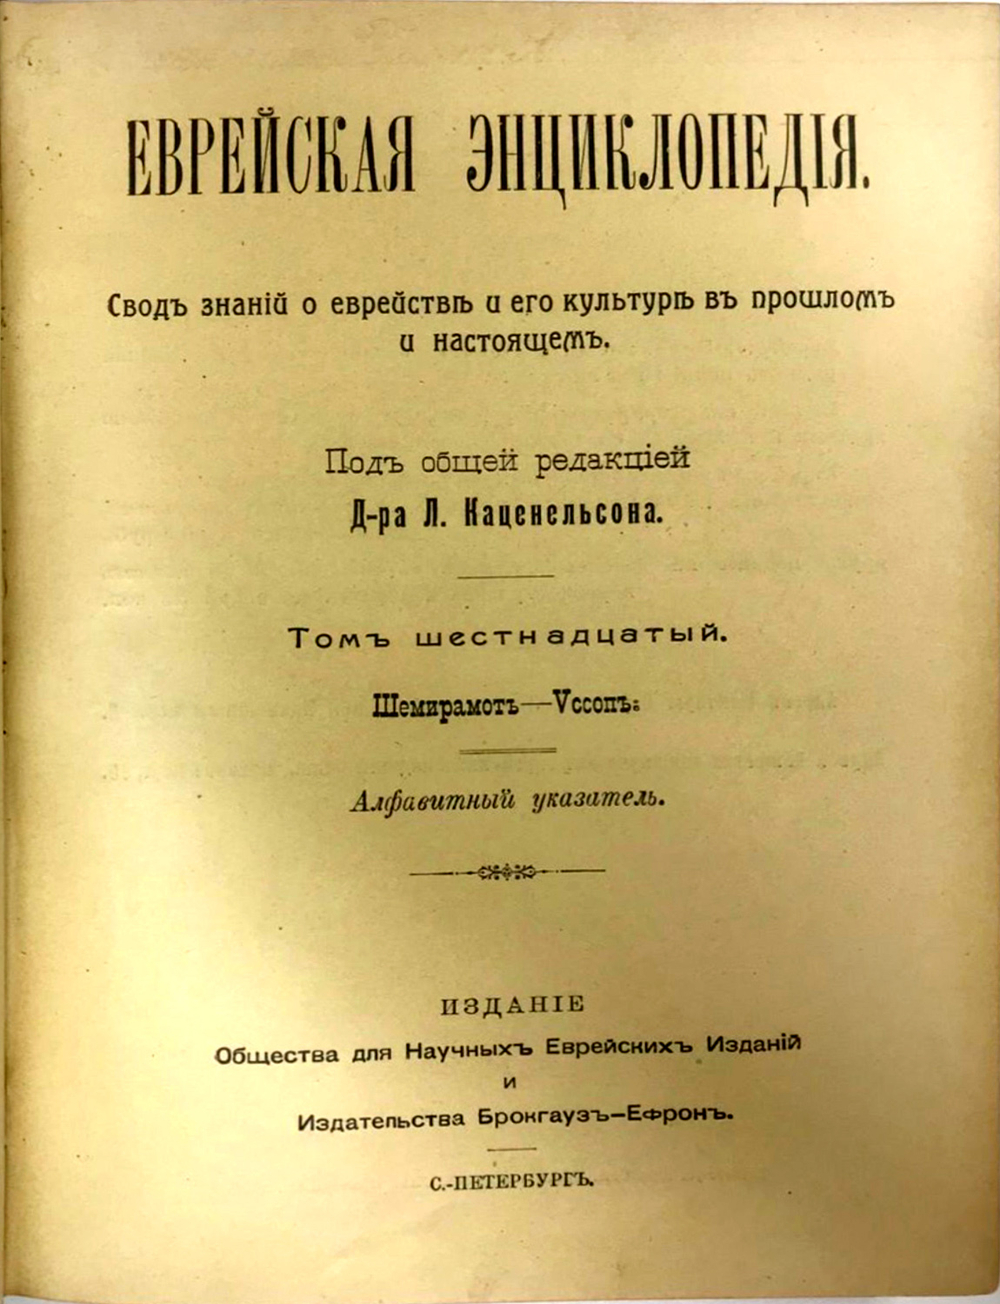 ЕВРЕЙСКАЯ ЭНЦИКЛОПЕДІЯ.
Сводъ знаній о еврействѣ и его культурѣ въ прошломъ
и настоящемъ.
Подъ общей редакціей
Д-ра Л. Каценельсона.
Томъ шестнадцатый.
Шемирамотъ—Ѵссопъ.
Алфавитный указатель.
ИЗДАНІЕ
Общества для Научныхъ Еврейскихъ Изданій
и
Издательства Брокгаузъ-Ефронъ.
С.-ПЕТЕРБУРГЪ.